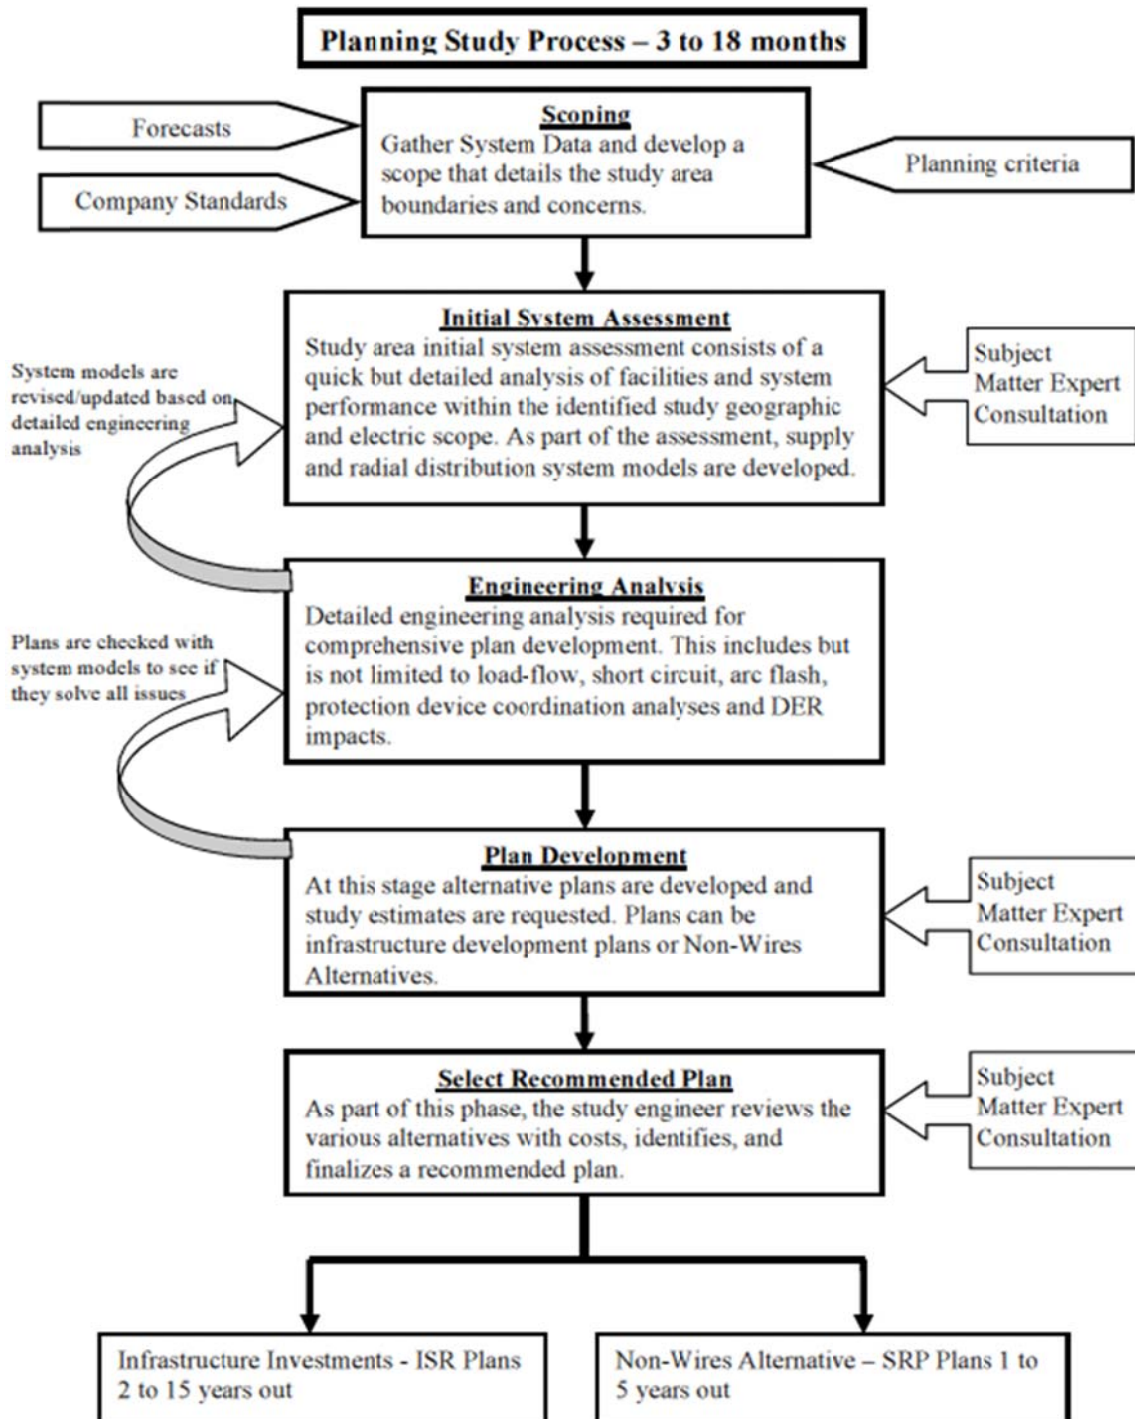 Planning Study Process – 3 to 18 months
Forecasts
Company Standards
Scoping
Gather System Data and develop a
scope that details the study area
boundaries and concerns.
Planning criteria
Initial System Assessment
Study area initial system assessment consists of a
quick but detailed analysis of facilities and system
performance within the identified study geographic
and electric scope. As part of the assessment, supply
and radial distribution system models are developed.
Subject
Matter Expert
Consultation
System models are
revised/updated based on
detailed engineering
analysis
Engineering Analysis
Detailed engineering analysis required for
comprehensive plan development. This includes but
is not limited to load-flow, short circuit, arc flash,
protection device coordination analyses and DER
impacts.
Plans are checked with
system models to see if
they solve all issues
Plan Development
At this stage alternative plans are developed and
study estimates are requested. Plans can be
infrastructure development plans or Non-Wires
Alternatives.
Subject
Matter Expert
Consultation
Select Recommended Plan
As part of this phase, the study engineer reviews the
various alternatives with costs, identifies, and
finalizes a recommended plan.
Subject
Matter Expert
Consultation
Infrastructure Investments - ISR Plans
2 to 15 years out
Non-Wires Alternative – SRP Plans 1 to
5 years out